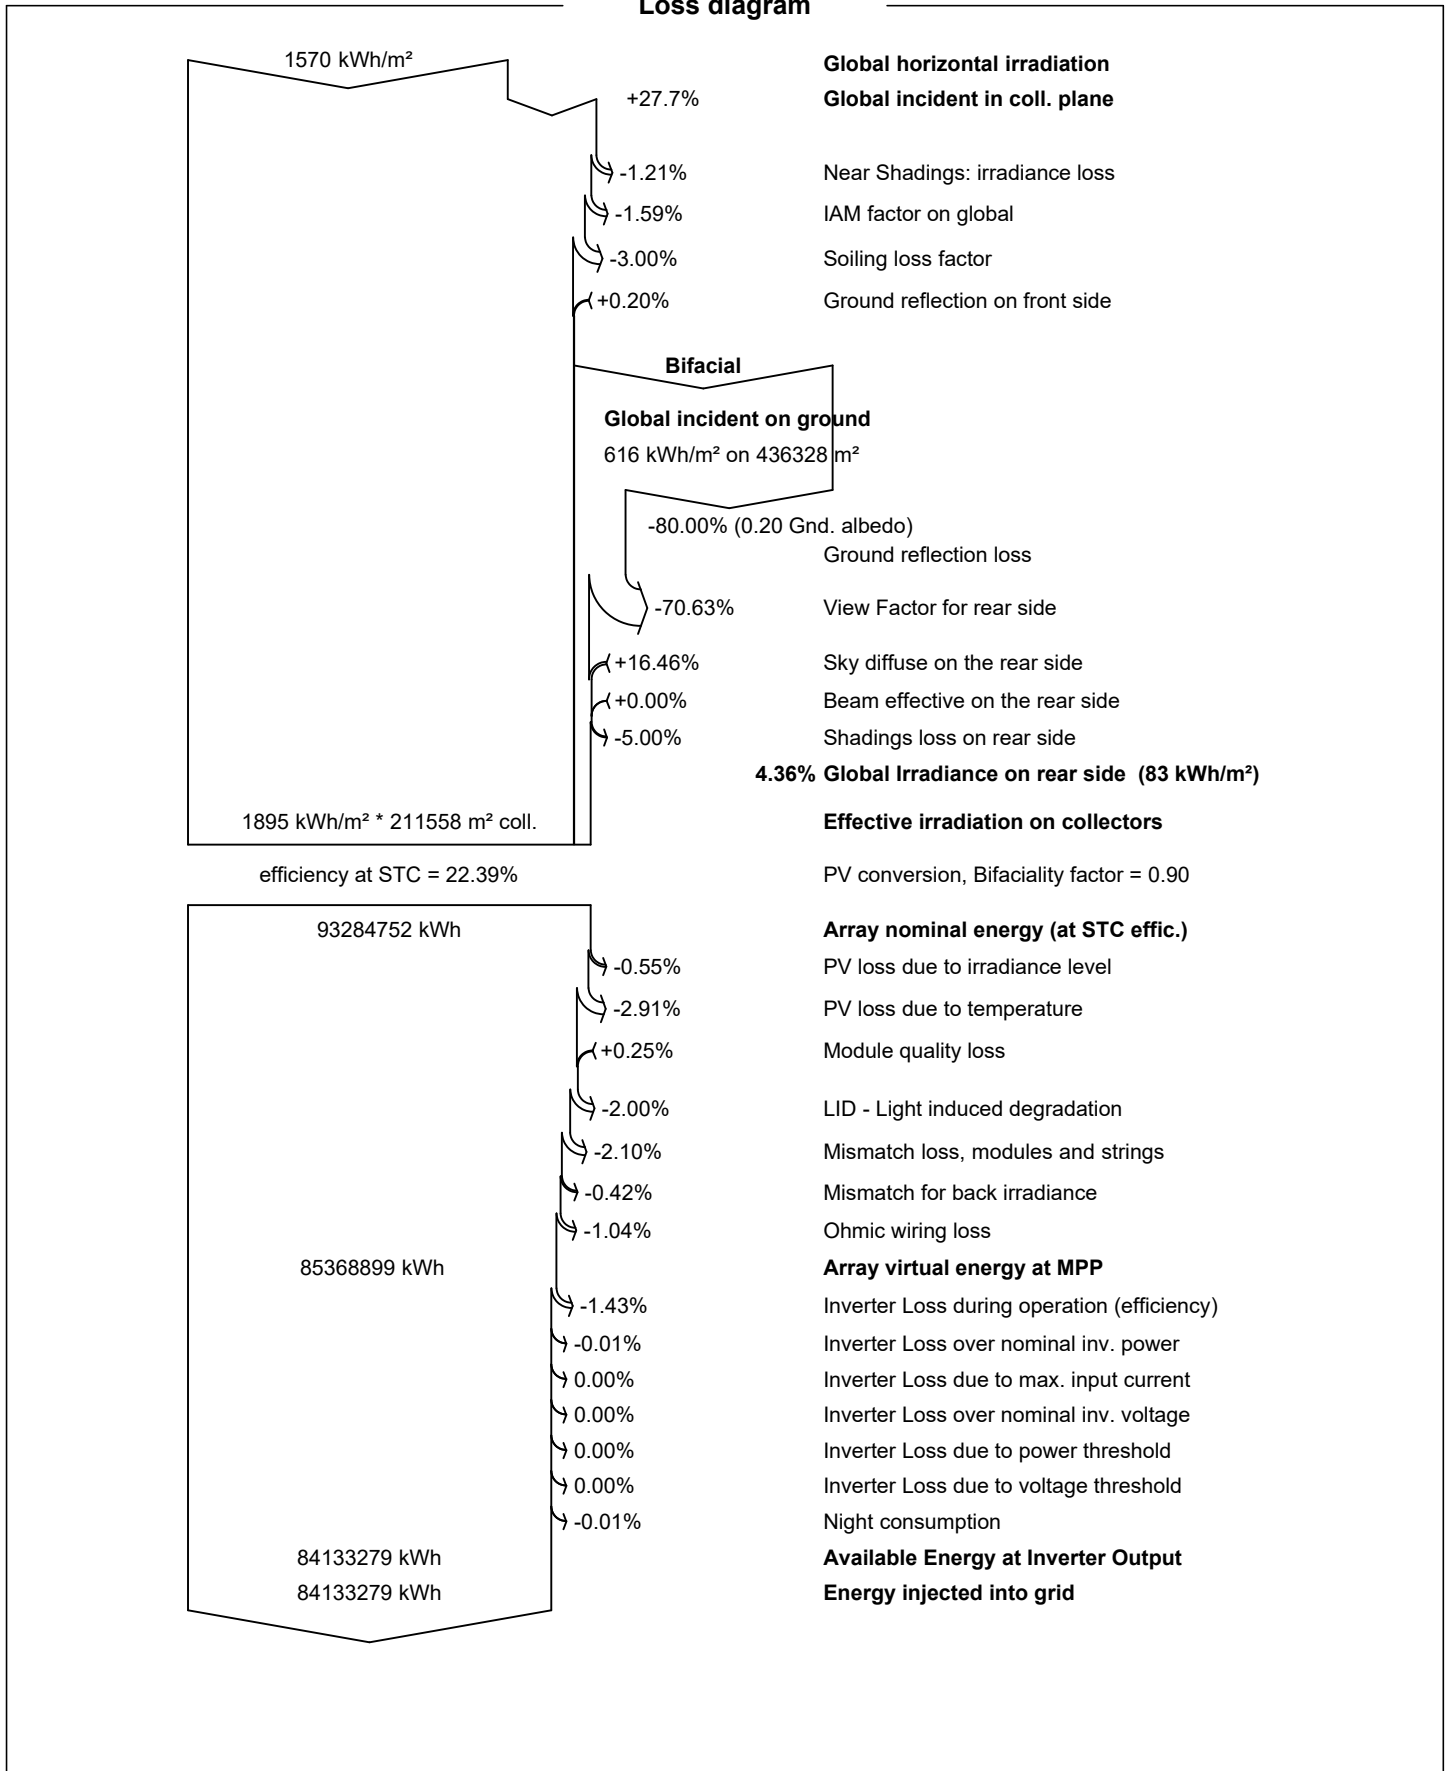 Loss diagram
1570 kWh/m² Global horizontal irradiation
+27.7% Global incident in coll. plane
-1.21% Near Shadings: irradiance loss
-1.59% IAM factor on global
-3.00% Soiling loss factor
+0.20% Ground reflection on front side
Bifacial
Global incident on ground
616 kWh/m² on 436328 m²
-80.00% (0.20 Gnd. albedo)
Ground reflection loss
-70.63% View Factor for rear side
+16.46% Sky diffuse on the rear side
+0.00% Beam effective on the rear side
-5.00% Shadings loss on rear side
4.36% Global Irradiance on rear side (83 kWh/m²)
1895 kWh/m² * 211558 m² coll. Effective irradiation on collectors
efficiency at STC = 22.39% PV conversion, Bifaciality factor = 0.90
93284752 kWh Array nominal energy (at STC effic.)
-0.55% PV loss due to irradiance level
-2.91% PV loss due to temperature
+0.25% Module quality loss
-2.00% LID - Light induced degradation
-2.10% Mismatch loss, modules and strings
-0.42% Mismatch for back irradiance
-1.04% Ohmic wiring loss
85368899 kWh Array virtual energy at MPP
-1.43% Inverter Loss during operation (efficiency)
-0.01% Inverter Loss over nominal inv. power
0.00% Inverter Loss due to max. input current
0.00% Inverter Loss over nominal inv. voltage
0.00% Inverter Loss due to power threshold
0.00% Inverter Loss due to voltage threshold
-0.01% Night consumption
84133279 kWh Available Energy at Inverter Output
84133279 kWh Energy injected into grid